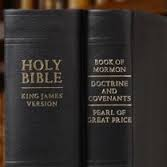 HOLY
BIBLE
KING JAMES
VERSION
BOOK OF
MORMON
DOCTRINE
AND
COVENANTS
PEARL OF
GREAT PRICE